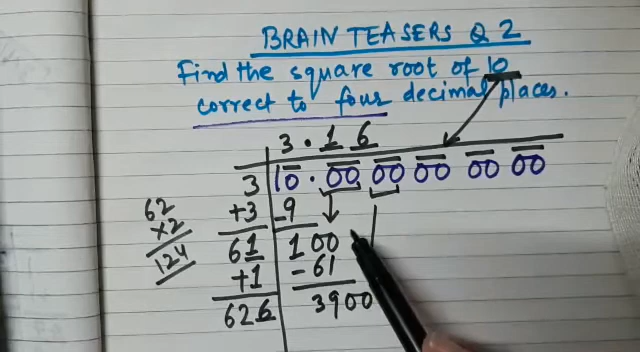 BRAIN TEASERS Q 2
Find the square root of 10
correct to four decimal places.
3 . 1 6
3 10 . 00 00 00 00 00
62 +3 -9
x2 61 100
124 +1 -61
626 3900